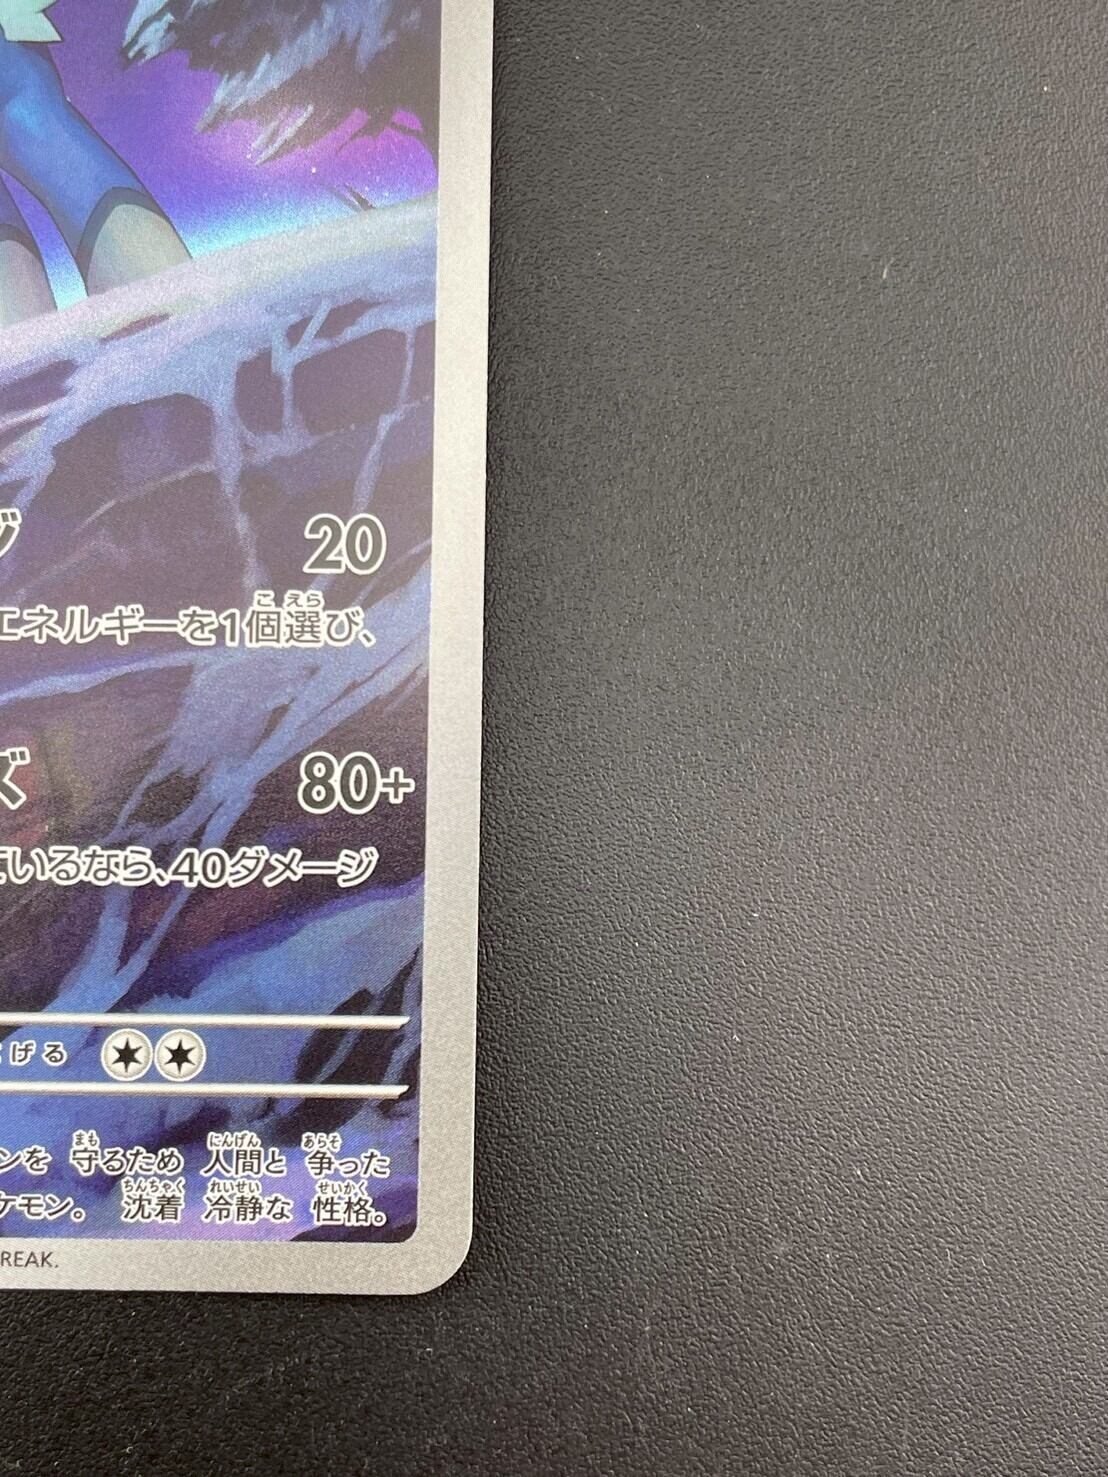 ジ 20
エネルギーを1個選び、
ズ 80+
ているなら、40ダメージ
げる
ンを 守るため 人間と 争った
ケモン。 沈着 冷静な 性格。
REAK.